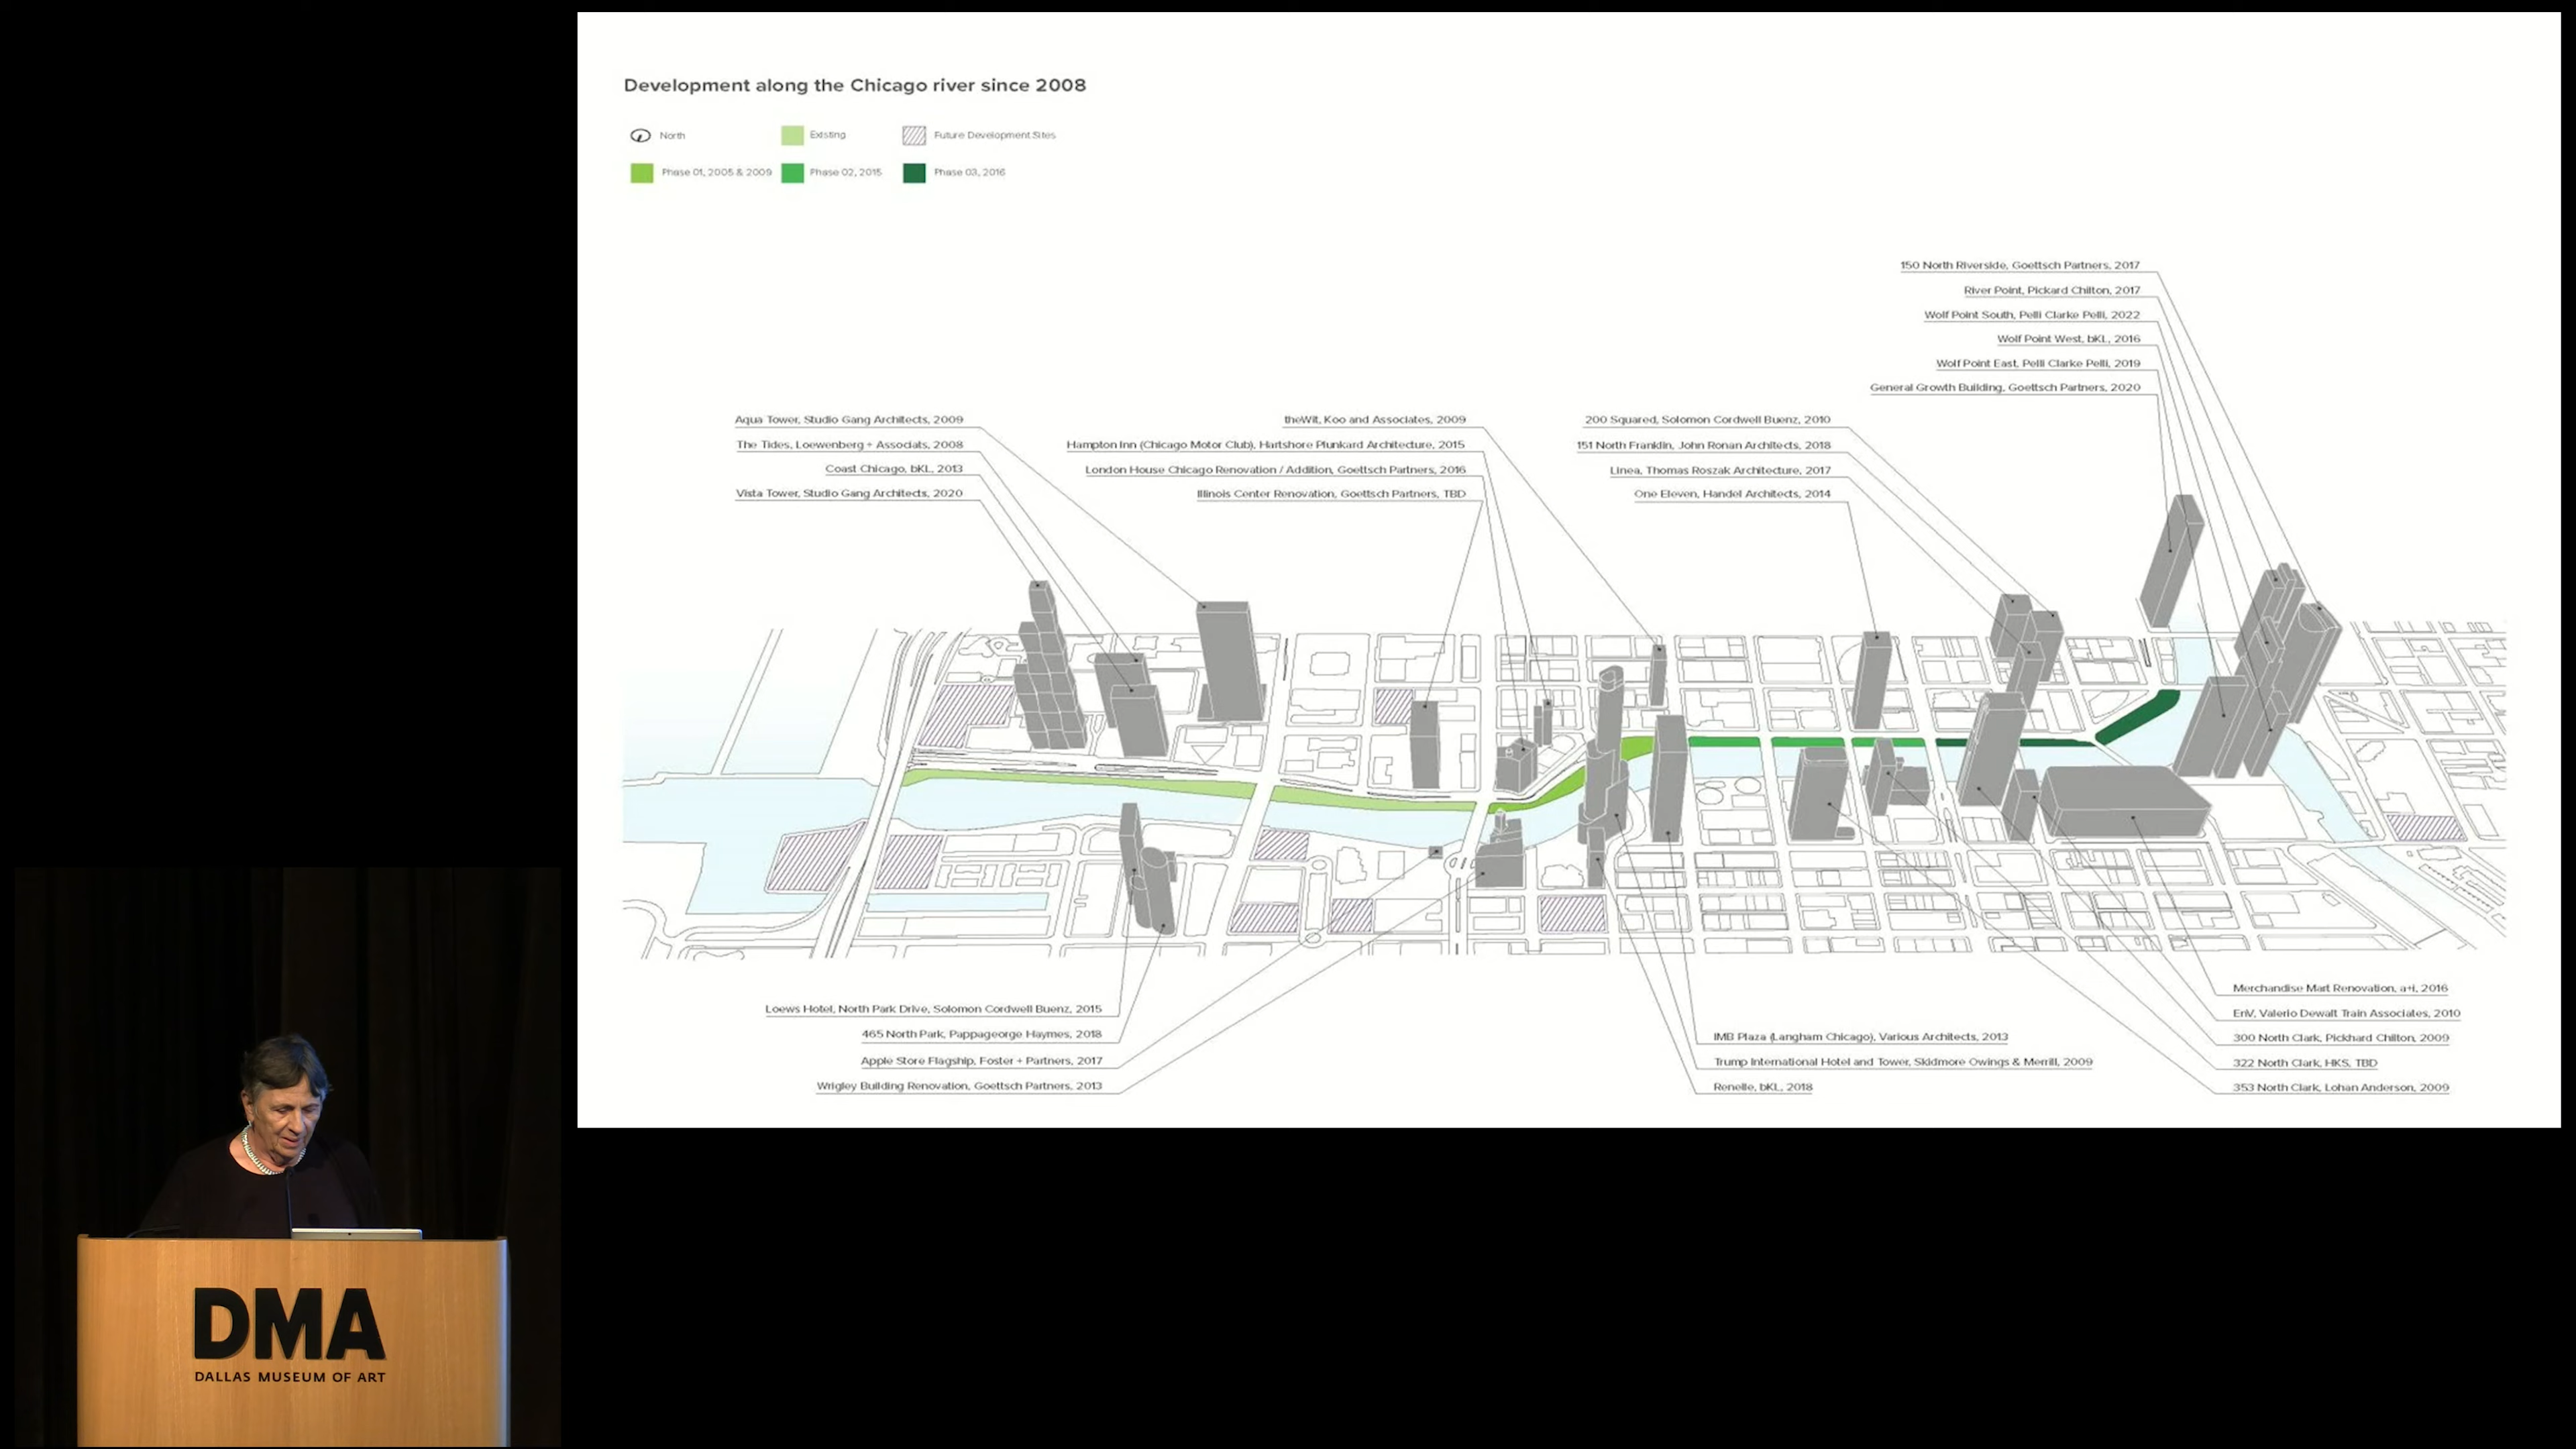 Development along the Chicago river since 2008
North
Existing
Future Development Sites
Phase 01, 2005 & 2009
Phase 02, 2015
Phase 03, 2016
150 North Riverside, Goettsch Partners, 2017
River Point, Pickard Chilton, 2017
Wolf Point South, Pelli Clarke Pelli, 2022
Wolf Point West, bKL, 2016
Wolf Point East, Pelli Clarke Pelli, 2019
General Growth Building, Goettsch Partners, 2020
Aqua Tower, Studio Gang Architects, 2009
The Tides, Loewenberg + Associats, 2008
Coast Chicago, bKL, 2013
Vista Tower, Studio Gang Architects, 2020
theWit, Koo and Associates, 2009
Hampton Inn (Chicago Motor Club), Hartshore Plunkard Architecture, 2015
London House Chicago Renovation / Addition, Goettsch Partners, 2016
Illinois Center Renovation, Goettsch Partners, TBD
200 Squared, Solomon Cordwell Buenz, 2010
151 North Franklin, John Ronan Architects, 2018
Linea, Thomas Roszak Architecture, 2017
One Eleven, Handel Architects, 2014
Loews Hotel, North Park Drive, Solomon Cordwell Buenz, 2015
465 North Park, Pappageorge Haymes, 2018
Apple Store Flagship, Foster + Partners, 2017
Wrigley Building Renovation, Goettsch Partners, 2013
IMB Plaza (Langham Chicago), Various Architects, 2013
Trump International Hotel and Tower, Skidmore Owings & Merrill, 2009
Renelle, bKL, 2018
Merchandise Mart Renovation, a+i, 2016
EnV, Valerio Dewalt Train Associates, 2010
300 North Clark, Pickhard Chilton, 2009
322 North Clark, HKS, TBD
353 North Clark, Lohan Anderson, 2009
DMA
DALLAS MUSEUM OF ART